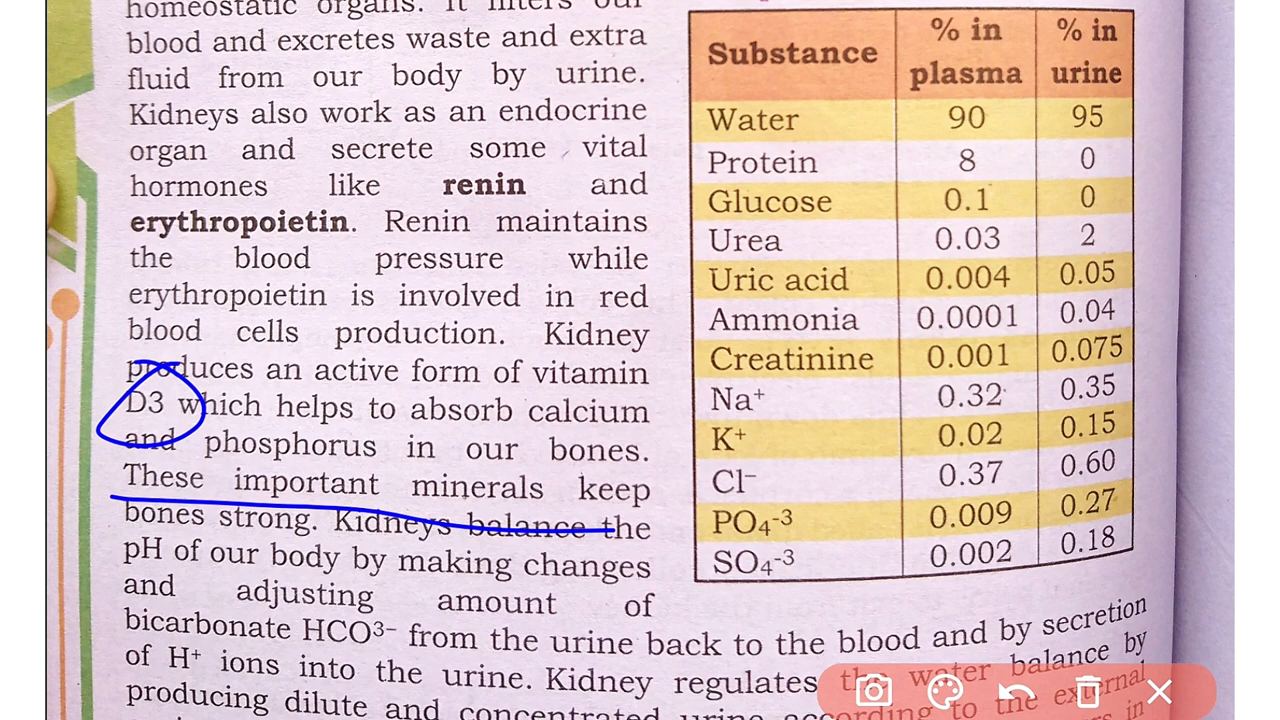 homeostatic organs. It filters our
blood and excretes waste and extra
fluid from our body by urine.
Kidneys also work as an endocrine
organ and secrete some vital
hormones like renin and
erythropoietin. Renin maintains
the blood pressure while
erythropoietin is involved in red
blood cells production. Kidney
produces an active form of vitamin
D3 which helps to absorb calcium
and phosphorus in our bones.
These important minerals keep
bones strong. Kidneys balance the
pH of our body by making changes
and adjusting amount of
bicarbonate HCO³⁻ from the urine back to the blood and by secretion
of H⁺ ions into the urine. Kidney regulates the water balance by
producing dilute and concentrated urine according to the external
in
Substance % in plasma % in urine
Water 90 95
Protein 8 0
Glucose 0.1 0
Urea 0.03 2
Uric acid 0.004 0.05
Ammonia 0.0001 0.04
Creatinine 0.001 0.075
Na⁺ 0.32 0.35
K⁺ 0.02 0.15
Cl⁻ 0.37 0.60
PO₄⁻³ 0.009 0.27
SO₄⁻³ 0.002 0.18